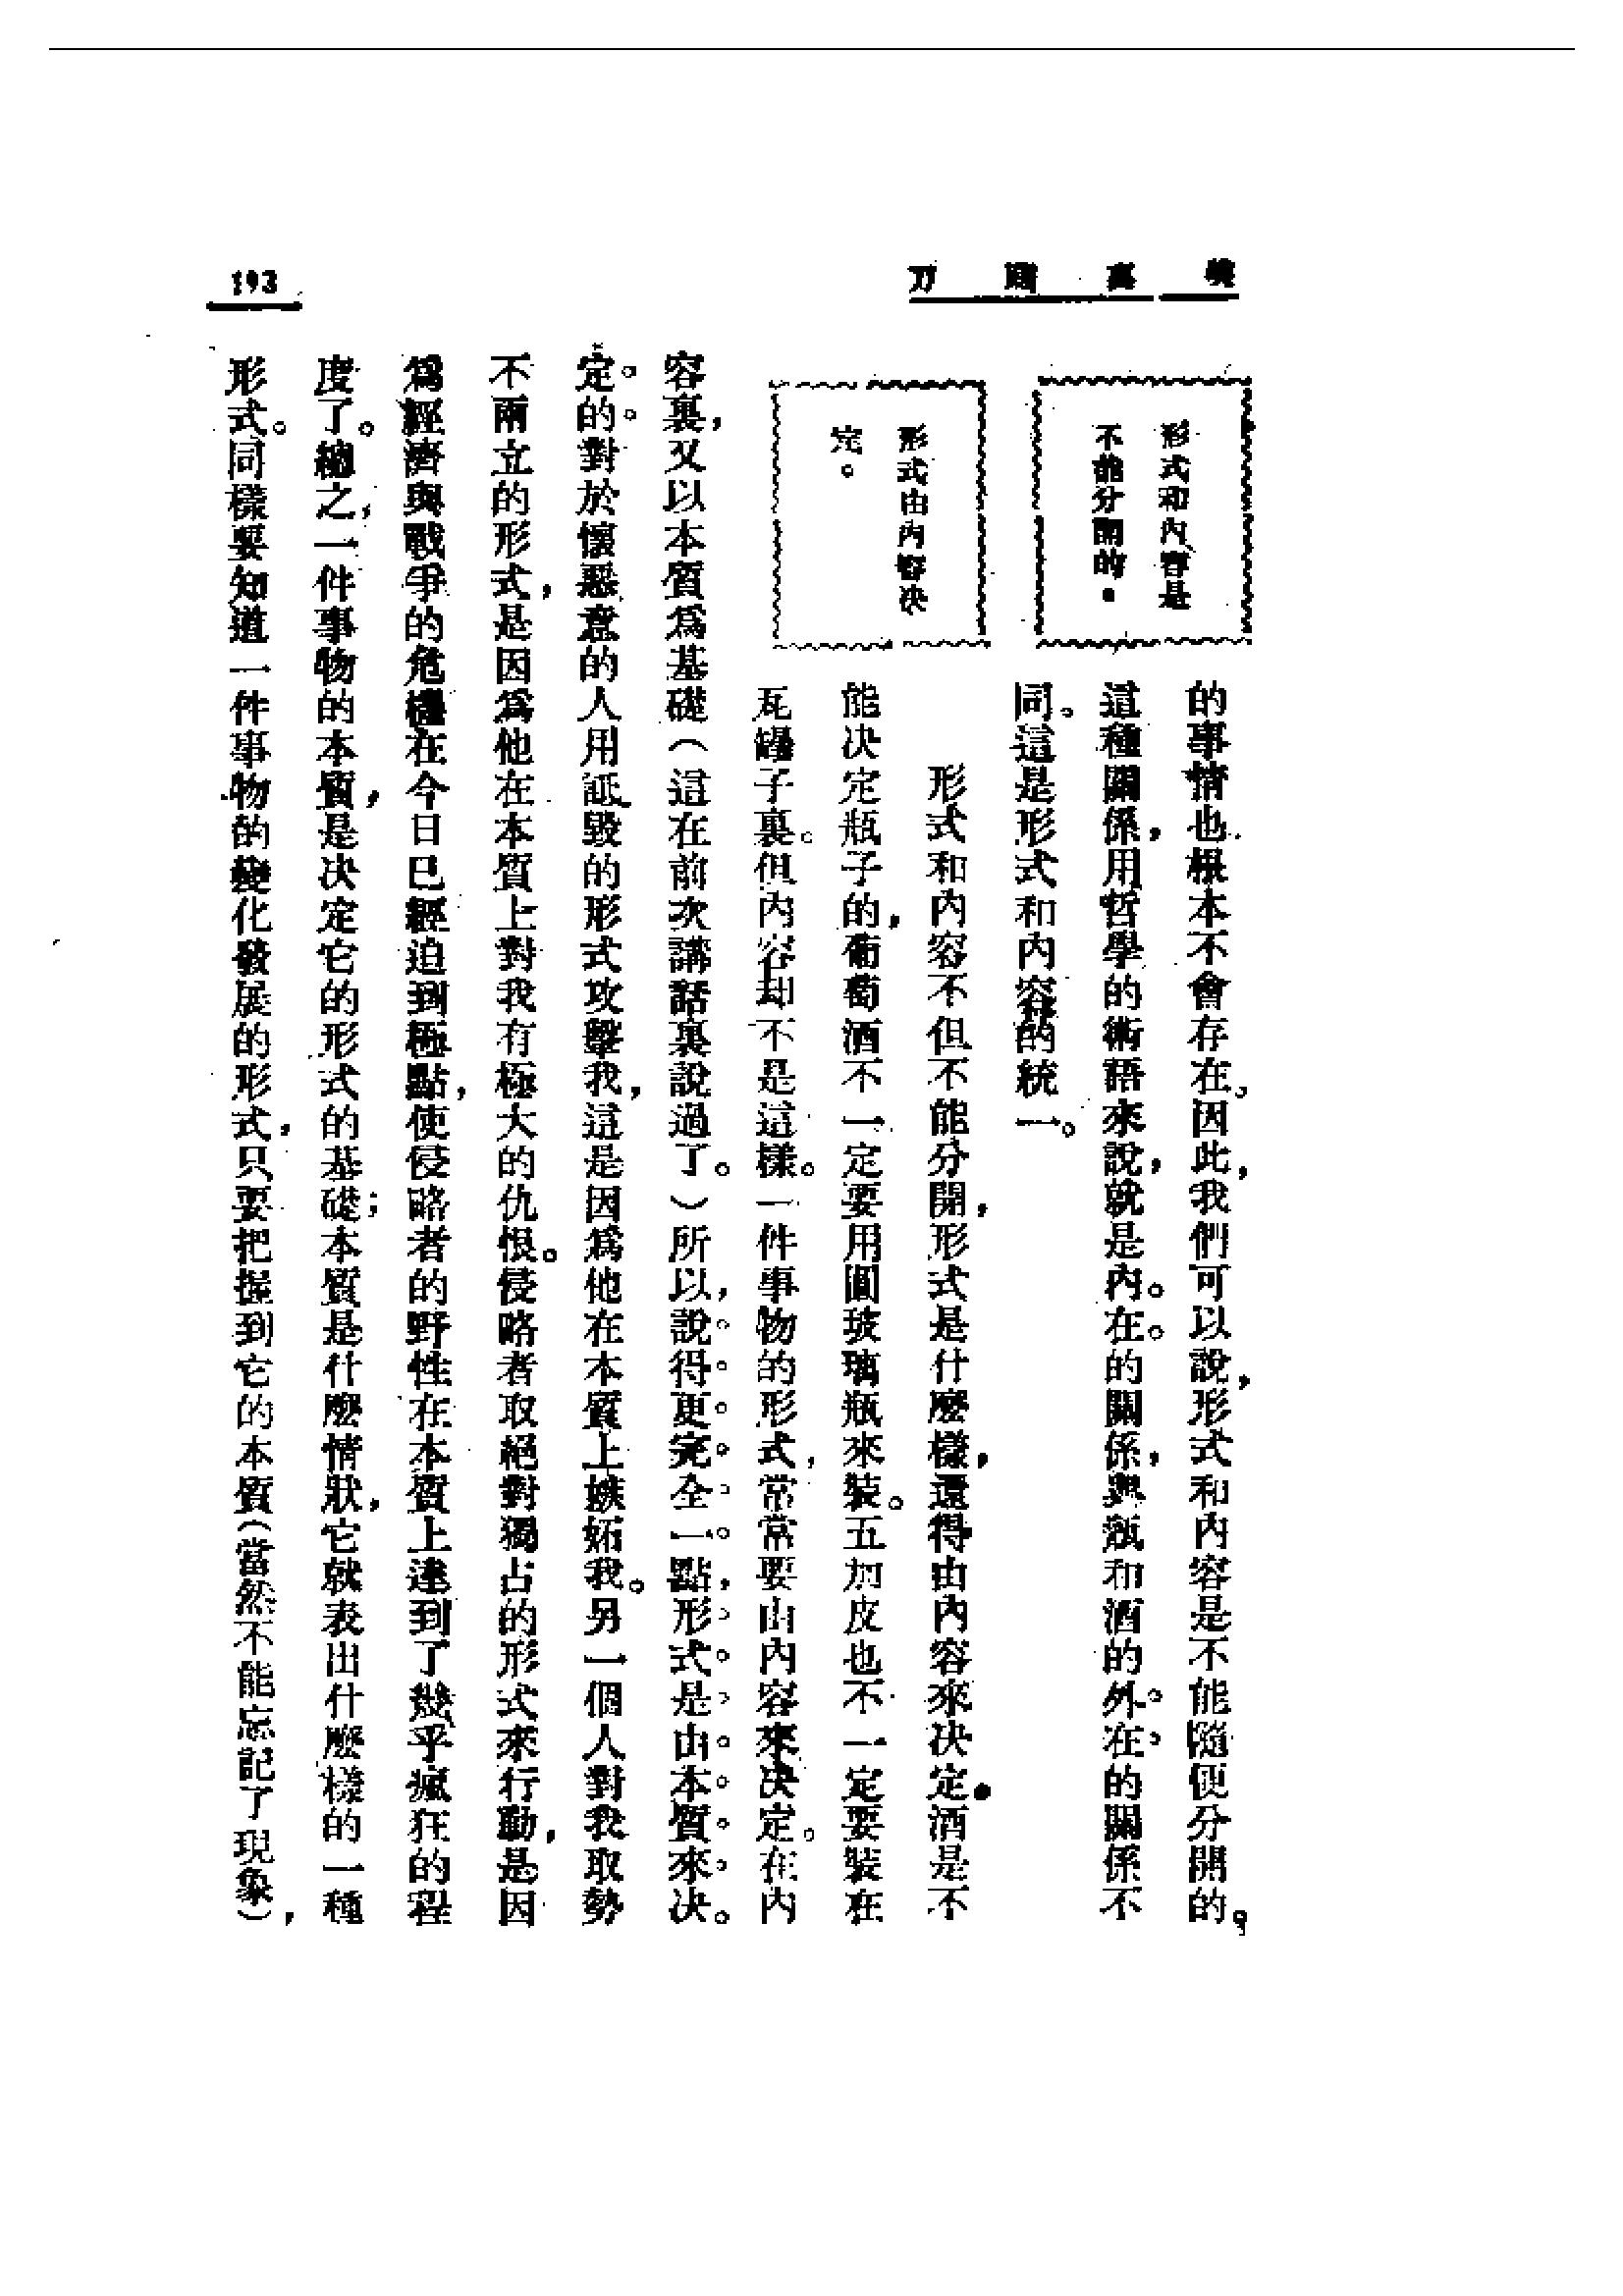 193
形式和內容是
不能分開的。
的事情也根本不會存在。因此，我們可以說，形式和內容是不能隨便分開的。
這種關係，用哲學的術語來說，就是內在的關係，與瓶和酒的外在的關係不
同。這是形式和內容的統一。
形式由內容决
定。
形式和內容不但不能分開，形式是什麼樣，還得由內容來决定。酒是不
能决定瓶子的，葡萄酒不一定要用圓玻璃瓶來裝。五加皮也不一定要裝在
瓦罎子裏。但內容却不是這樣。一件事物的形式，常常要由內容來决定。在內
容裏，又以本質爲基礎（這在前次講話裏說過了。）所以，說得更完全一點，形式是由本質來决
定的。對於懷惡意的人用詆毀的形式攻擊我，這是因爲他在本質上嫉妬我。另一個人對我取勢
不兩立的形式，是因爲他在本質上對我有極大的仇恨。侵略者取絕對獨占的形式來行動，是因
爲經濟與戰爭的危機在今日已經迫到極點，使侵略者的野性在本質上達到了幾乎瘋狂的程
度了。總之，一件事物的本質，是决定它的形式的基礎；本質是什麼情狀，它就表出什麼樣的一種
形式。同樣要知道一件事物的變化發展的形式，只要把握到它的本質（當然不能忘記了現象），